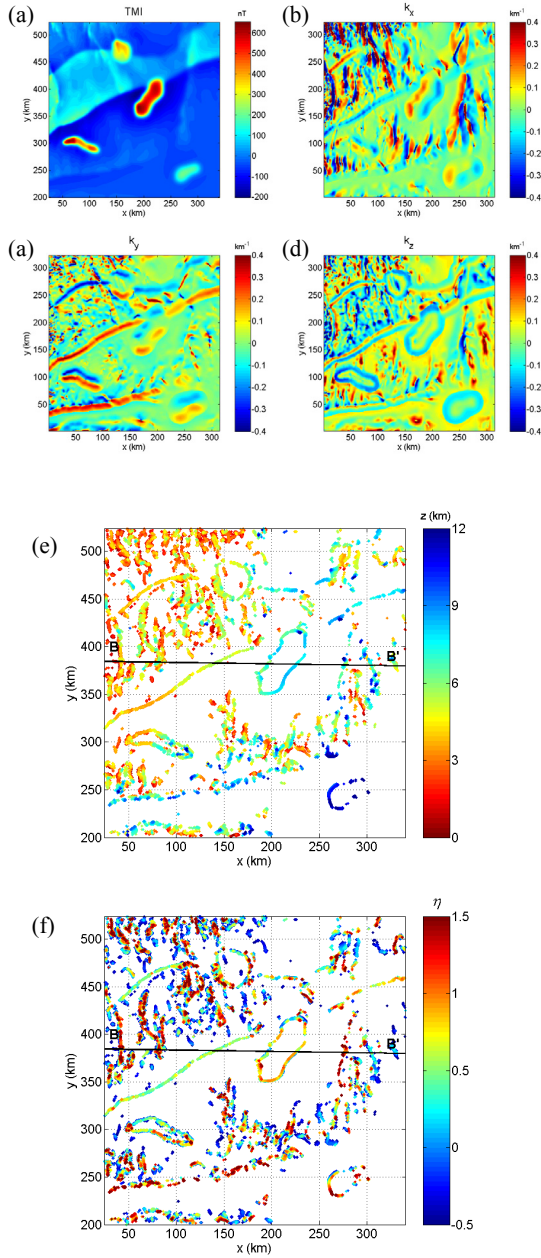 (a)
TMI
nT
500
450
400
350
300
250
200
y (km)
50 100 150 200 250 300
x (km)
600
500
400
300
200
100
0
-100
-200
(b)
kx
km-1
300
250
200
150
100
50
y (km)
50 100 150 200 250 300
x (km)
0.4
0.3
0.2
0.1
0
-0.1
-0.2
-0.3
-0.4
(a)
ky
km-1
300
250
200
150
100
50
y (km)
50 100 150 200 250 300
x (km)
0.4
0.3
0.2
0.1
0
-0.1
-0.2
-0.3
-0.4
(d)
kz
km-1
300
250
200
150
100
50
y (km)
50 100 150 200 250 300
x (km)
0.4
0.3
0.2
0.1
0
-0.1
-0.2
-0.3
-0.4
(e)
z (km)
500
450
400
350
300
250
200
y (km)
B
B'
50 100 150 200 250 300
x (km)
12
9
6
3
0
(f)
η
500
450
400
350
300
250
200
y (km)
B
B'
50 100 150 200 250 300
x (km)
1.5
1
0.5
0
-0.5